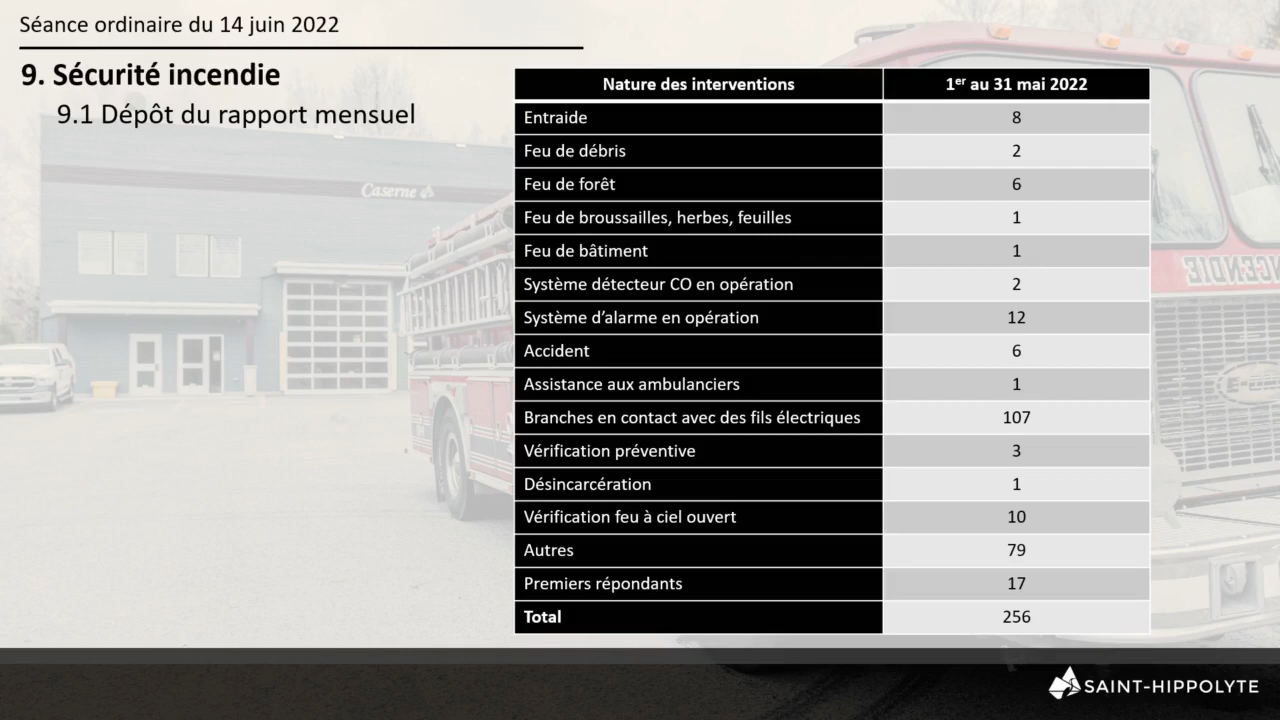 Séance ordinaire du 14 juin 2022
9. Sécurité incendie
9.1 Dépôt du rapport mensuel
Nature des interventions 1er au 31 mai 2022
Entraide 8
Feu de débris 2
Feu de forêt 6
Feu de broussailles, herbes, feuilles 1
Feu de bâtiment 1
Système détecteur CO en opération 2
Système d’alarme en opération 12
Accident 6
Assistance aux ambulanciers 1
Branches en contact avec des fils électriques 107
Vérification préventive 3
Désincarcération 1
Vérification feu à ciel ouvert 10
Autres 79
Premiers répondants 17
Total 256
Caserne
INCENDIE
SAINT-HIPPOLYTE